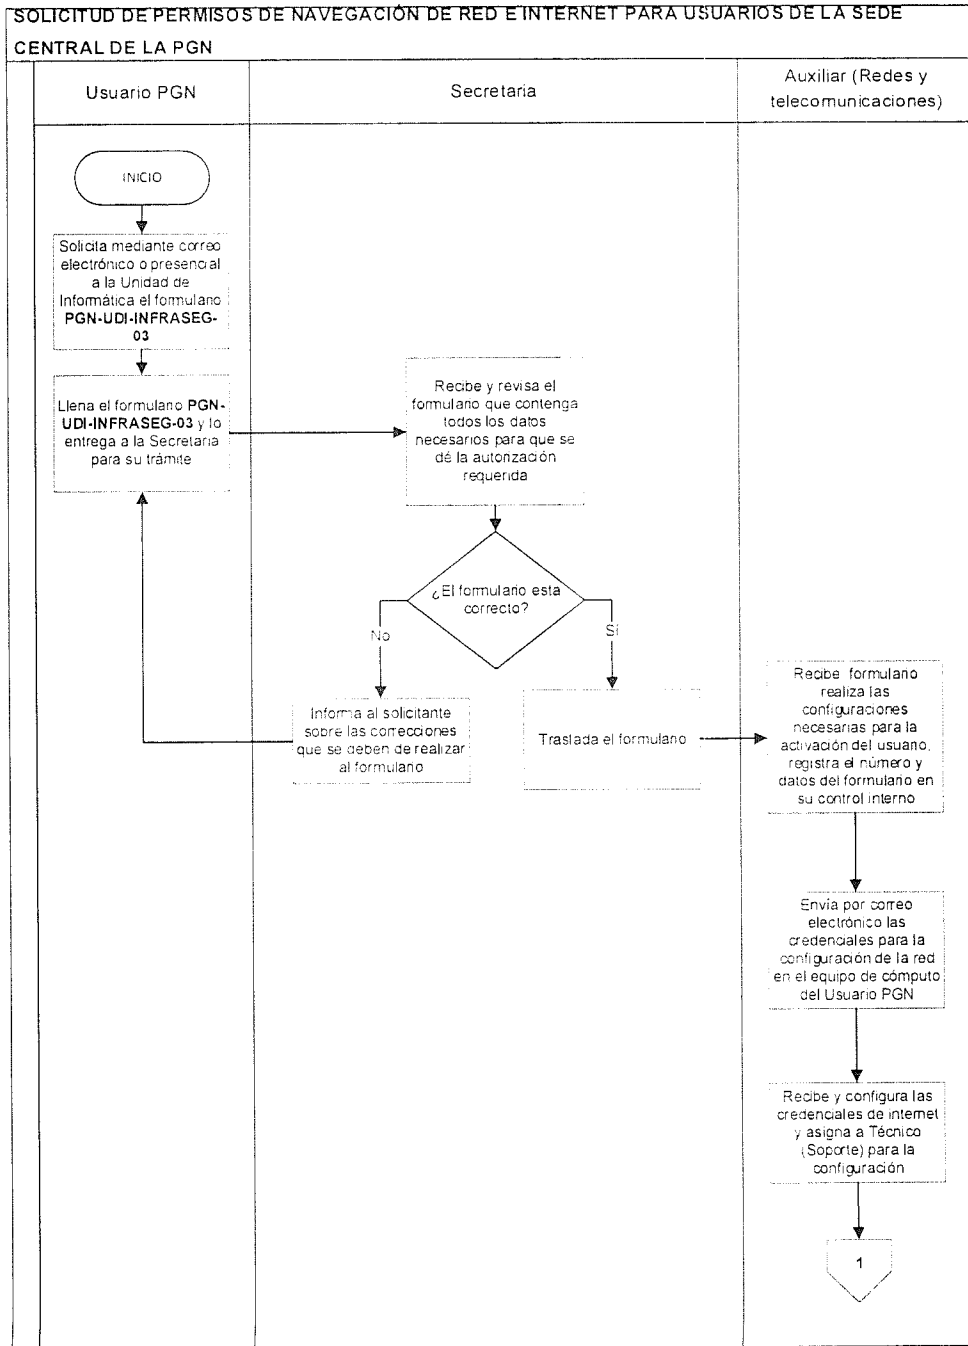 SOLICITUD DE PERMISOS DE NAVEGACIÓN DE RED E INTERNET PARA USUARIOS DE LA SEDE
CENTRAL DE LA PGN
Usuario PGN
Secretaria
Auxiliar (Redes y
telecomunicaciones)
INICIO
Solicita mediante correo
electrónico o presencial
a la Unidad de
Informática el formulario
PGN-UDI-INFRASEG-
03
Llena el formulario PGN-
UDI-INFRASEG-03 y lo
entrega a la Secretaria
para su trámite
Recibe y revisa el
formulario que contenga
todos los datos
necesarios para que se
dé la autorización
requerida
¿El formulario esta
correcto?
No
Sí
Informa al solicitante
sobre las correcciones
que se deben de realizar
al formulario
Traslada el formulario
Recibe formulario
realiza las
configuraciones
necesarias para la
activación del usuario,
registra el número y
datos del formulario en
su control interno
Envía por correo
electrónico las
credenciales para la
configuración de la red
en el equipo de cómputo
del Usuario PGN
Recibe y configura las
credenciales de internet
y asigna a Técnico
(Soporte) para la
configuración
1